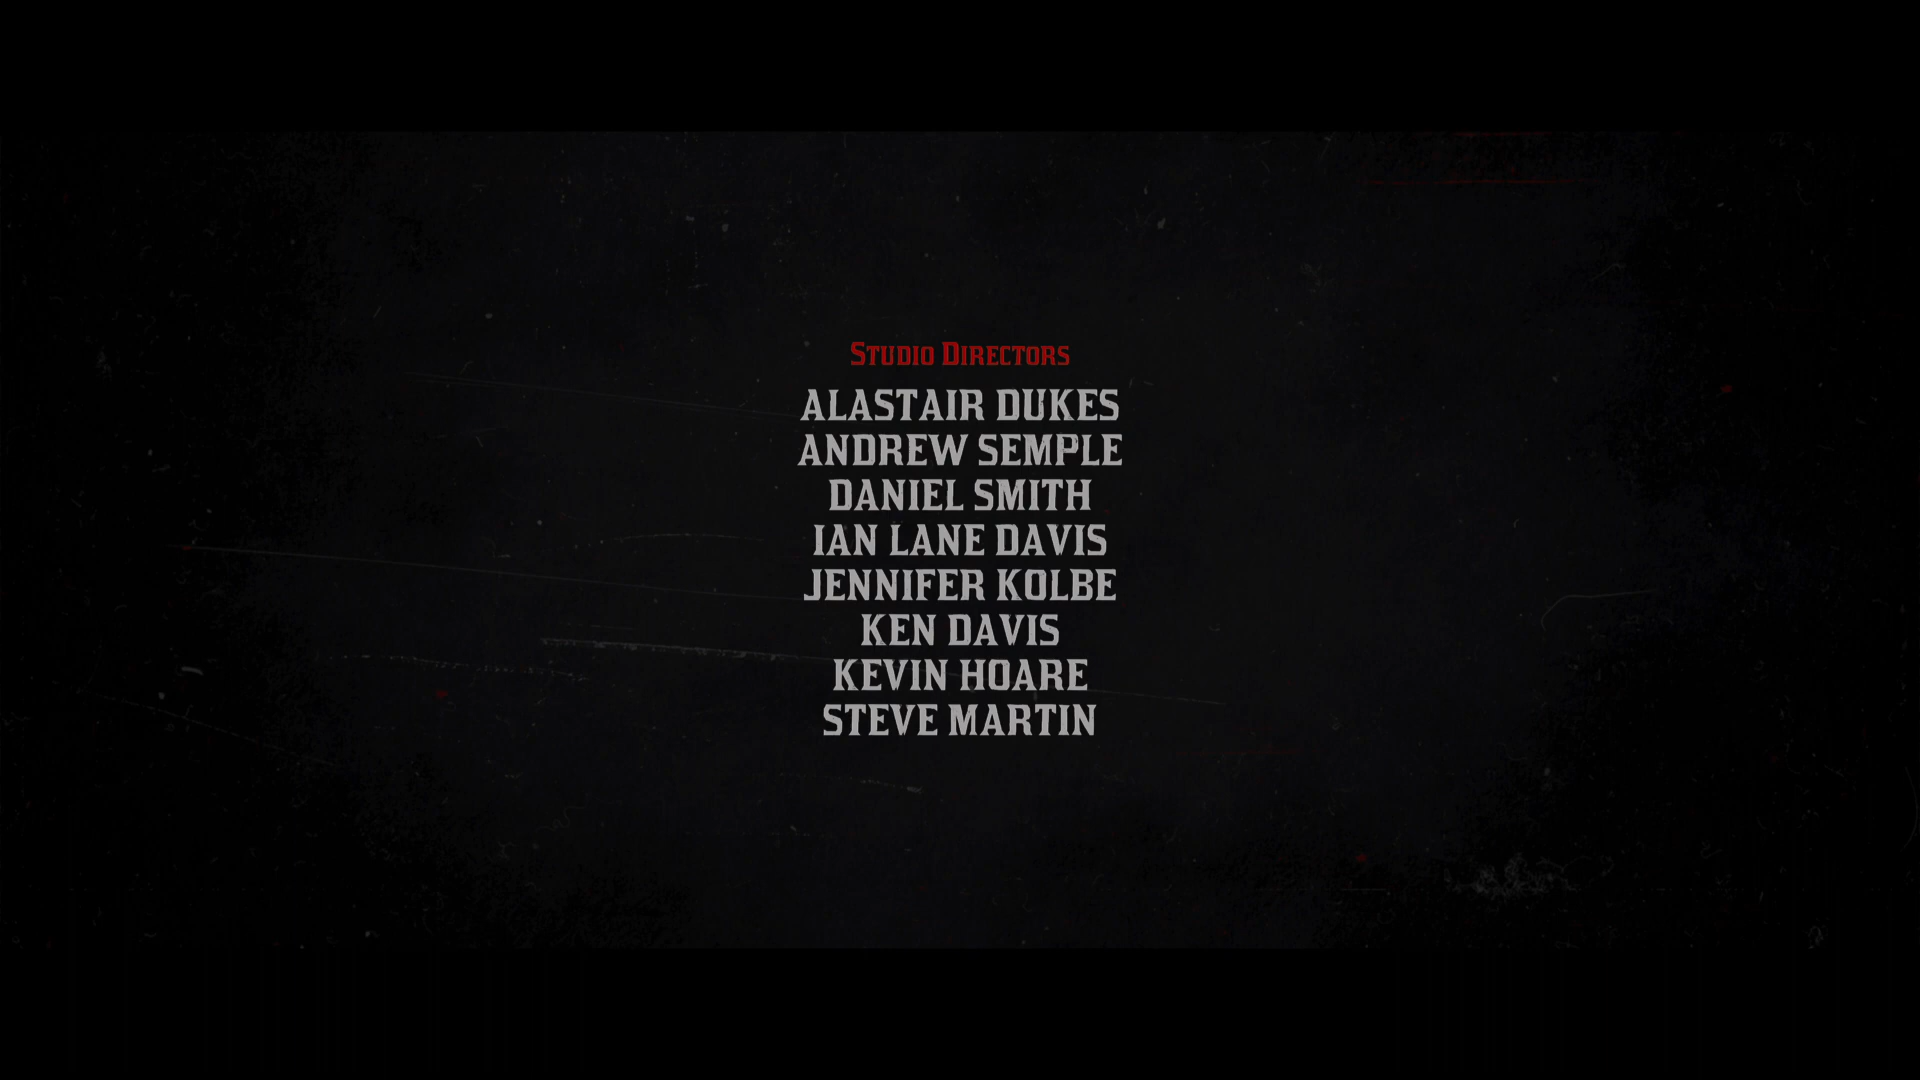 Studio Directors
ALASTAIR DUKES
ANDREW SEMPLE
DANIEL SMITH
IAN LANE DAVIS
JENNIFER KOLBE
KEN DAVIS
KEVIN HOARE
STEVE MARTIN